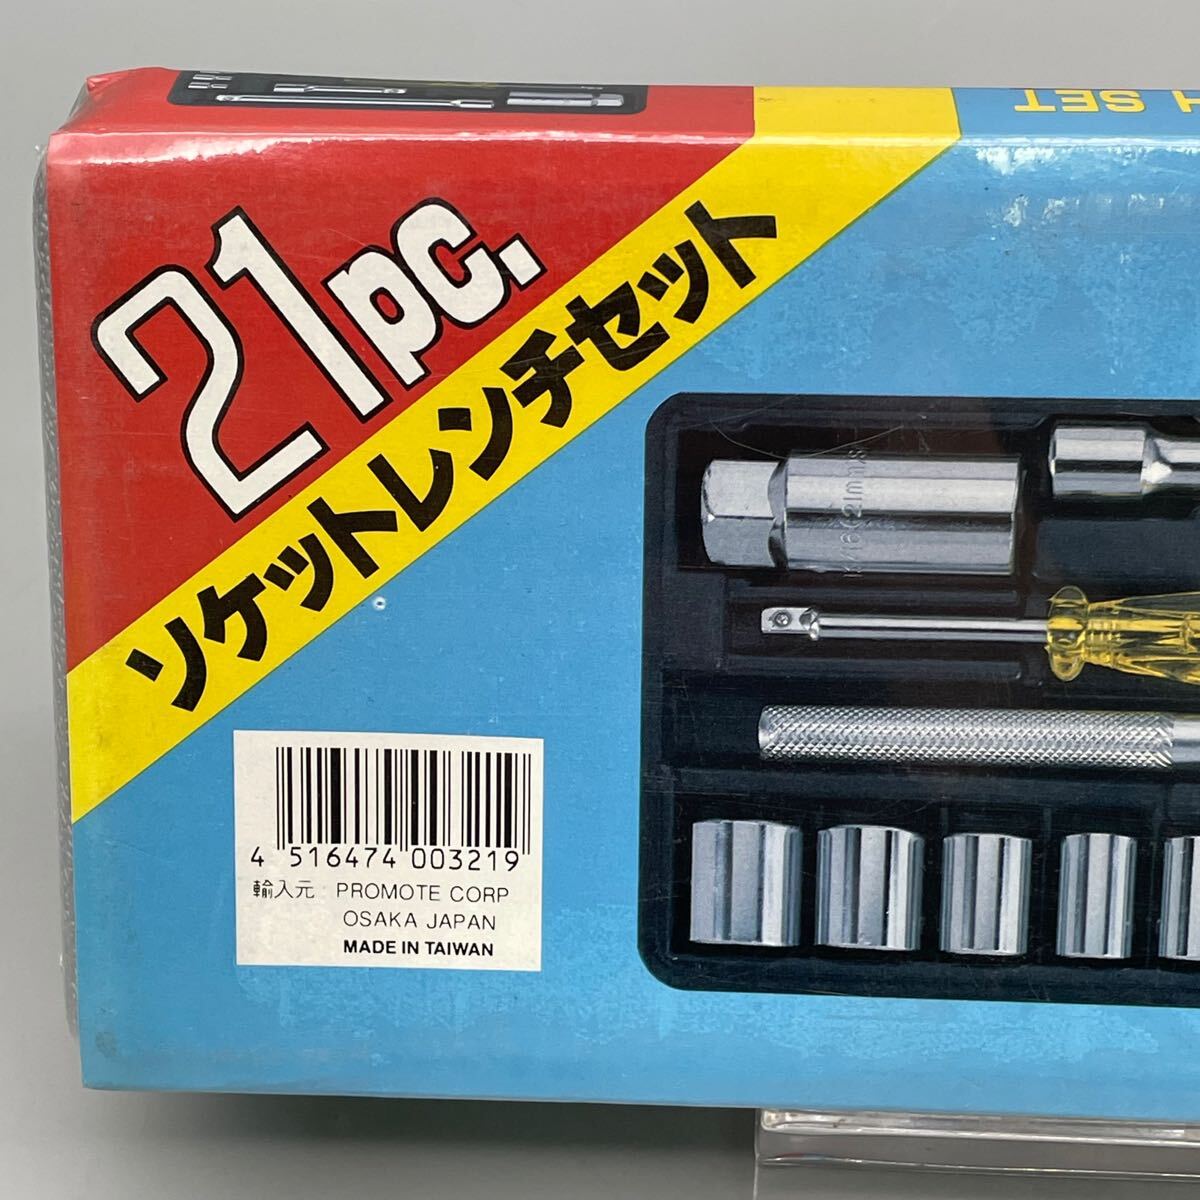 H SET
21pc.
ソケットレンチセット
4 516474 003219
輸入元 PROMOTE CORP
OSAKA JAPAN
MADE IN TAIWAN